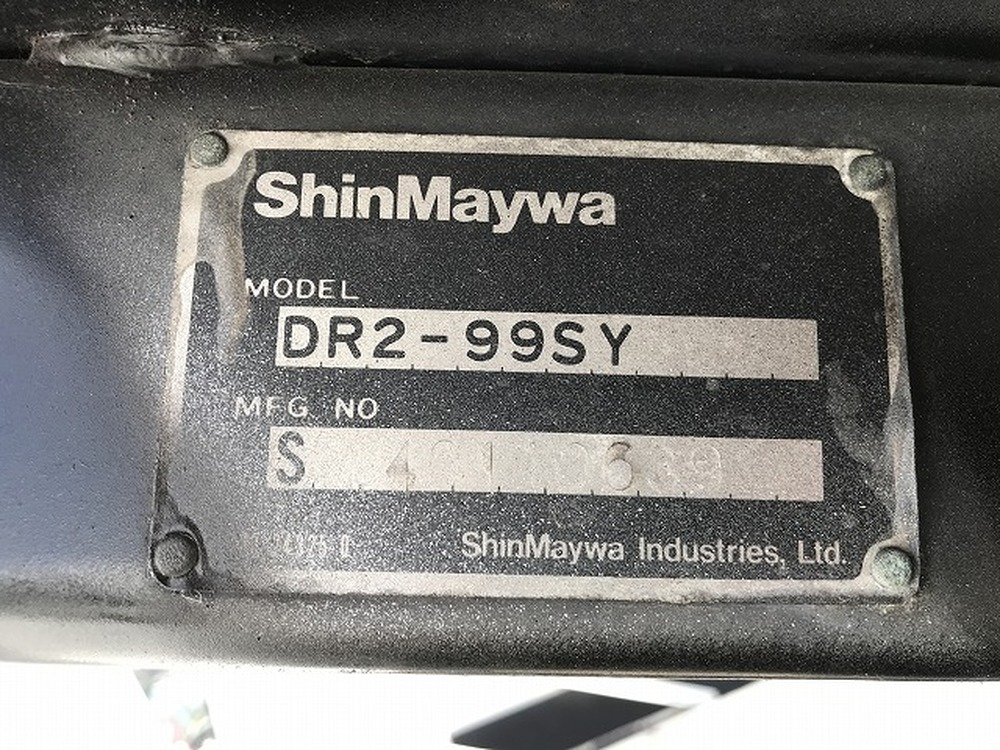 ShinMaywa
MODEL
DR2-99SY
MFG NO
S
ShinMaywa Industries, Ltd.